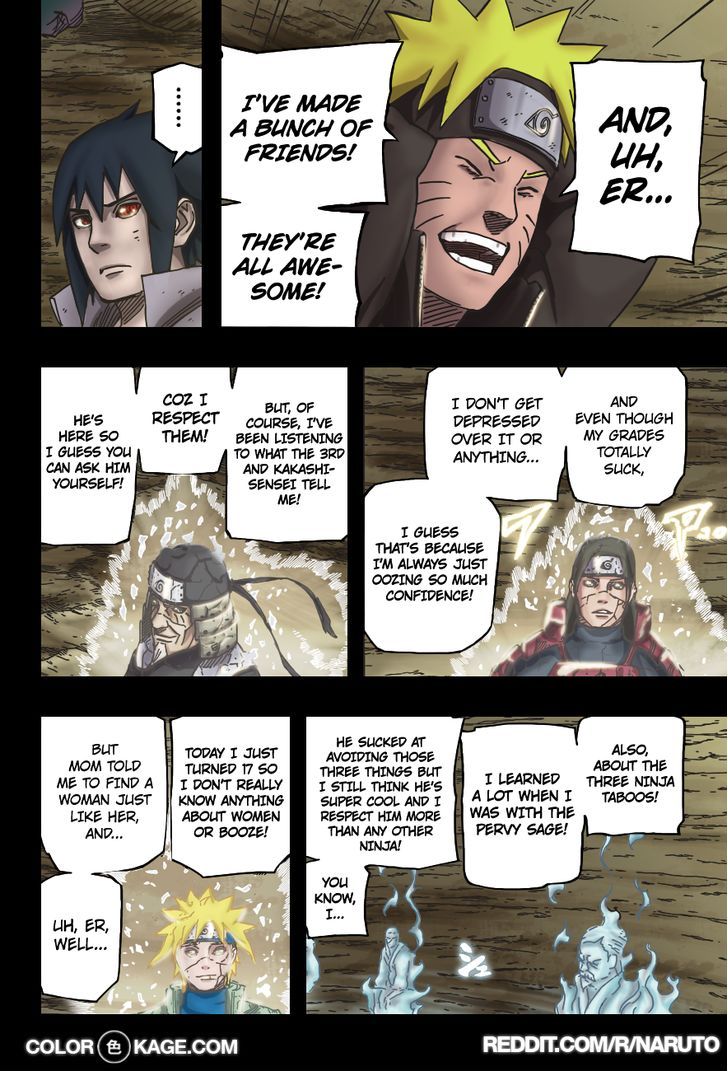 AND,
UH,
ER...
I'VE MADE
A BUNCH OF
FRIENDS!
THEY'RE
ALL AWE-
SOME!
......
AND
EVEN THOUGH
MY GRADES
TOTALLY
SUCK,
I DON'T GET
DEPRESSED
OVER IT OR
ANYTHING...
I GUESS
THAT'S BECAUSE
I'M ALWAYS JUST
OOZING SO MUCH
CONFIDENCE!
BUT, OF
COURSE, I'VE
BEEN LISTENING
TO WHAT THE 3RD
AND KAKASHI-
SENSEI TELL
ME!
COZ I
RESPECT
THEM!
HE'S
HERE SO
I GUESS YOU
CAN ASK HIM
YOURSELF!
ALSO,
ABOUT THE
THREE NINJA
TABOOS!
I LEARNED
A LOT WHEN I
WAS WITH THE
PERVY SAGE!
HE SUCKED AT
AVOIDING THOSE
THREE THINGS BUT
I STILL THINK HE'S
SUPER COOL AND I
RESPECT HIM MORE
THAN ANY OTHER
NINJA!
YOU
KNOW,
I...
TODAY I JUST
TURNED 17 SO
I DON'T REALLY
KNOW ANYTHING
ABOUT WOMEN
OR BOOZE!
BUT
MOM TOLD
ME TO FIND A
WOMAN JUST
LIKE HER,
AND...
UH, ER,
WELL...
COLOR 色 KAGE.COM
REDDIT.COM/R/NARUTO